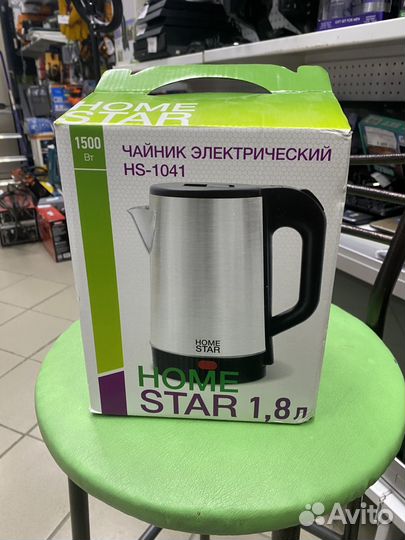 HOME
STAR
1500
Вт
ЧАЙНИК ЭЛЕКТРИЧЕСКИЙ
HS-1041
HOME
STAR
HOME
STAR 1,8 л
Avito